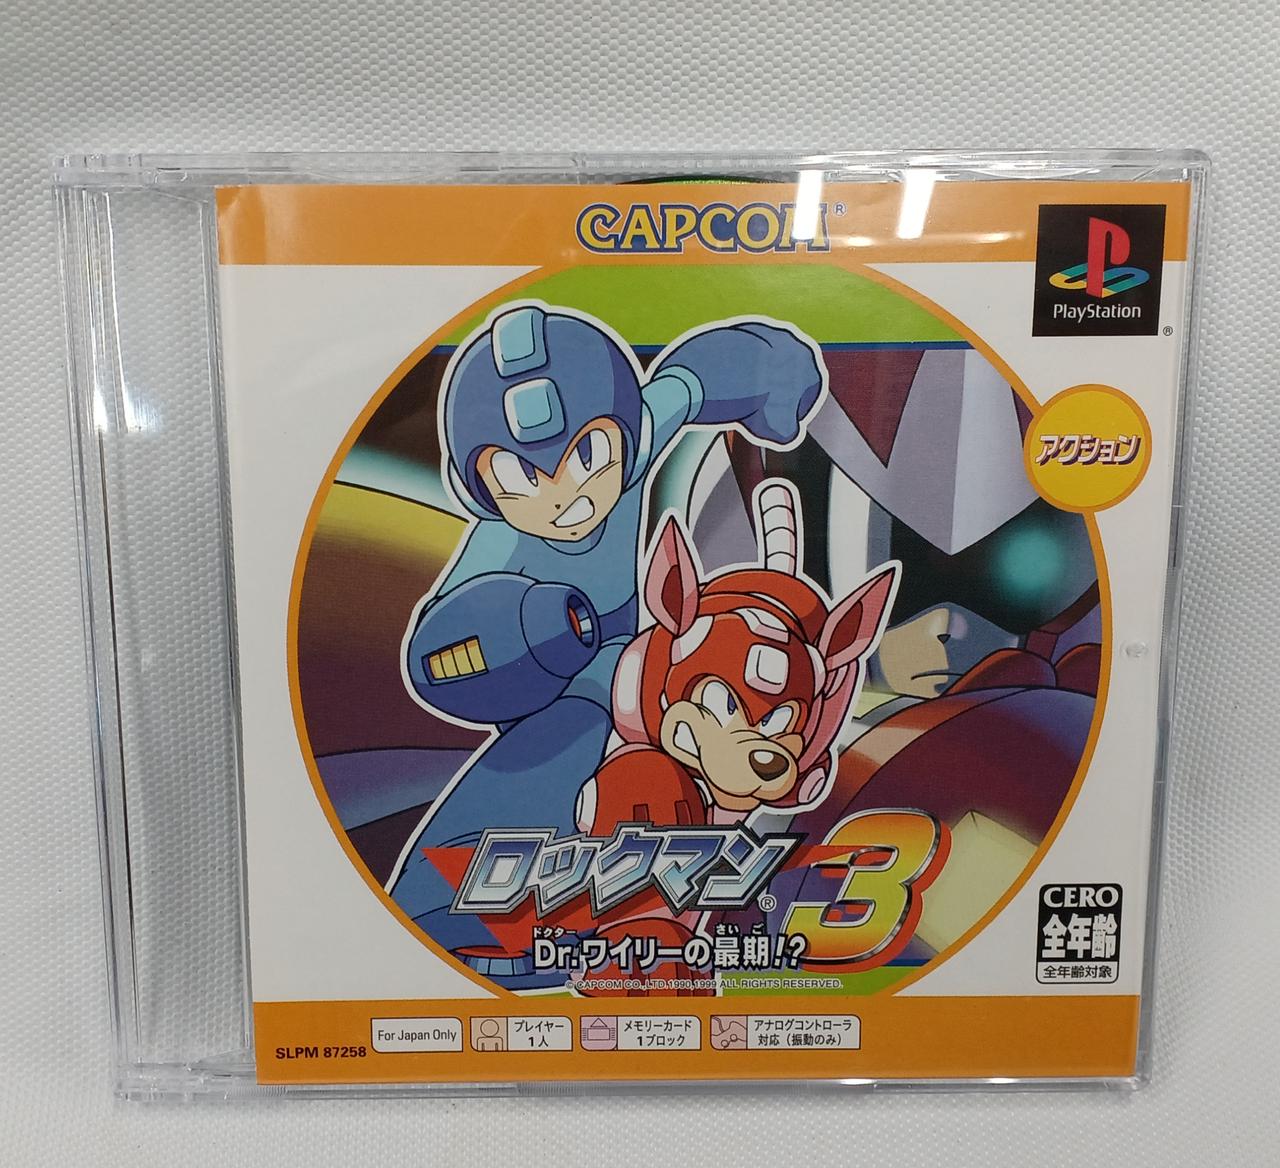 CAPCOM®
PlayStation
®
アクション
ロックマン® 3
ドクター さいご
Dr.ワイリーの最期!?
© CAPCOM CO.,LTD.1990,1999 ALL RIGHTS RESERVED.
CERO
全年齢
全年齢対象
SLPM 87258
For Japan Only
プレイヤー
1人
メモリーカード
1ブロック
アナログコントローラ
対応（振動のみ）